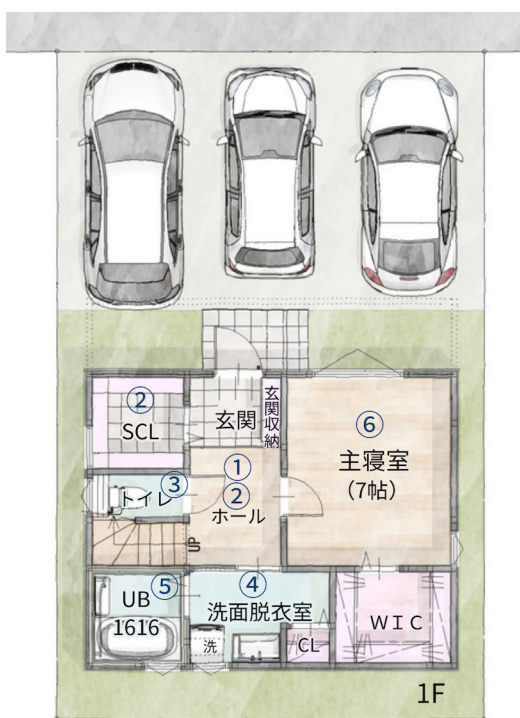 ②
SCL
玄関
玄関収納
①
②
ホール
③
トイレ
UP
⑥
主寝室
（7帖）
⑤
UB
1616
④
洗面脱衣室
洗
CL
WIC
1F